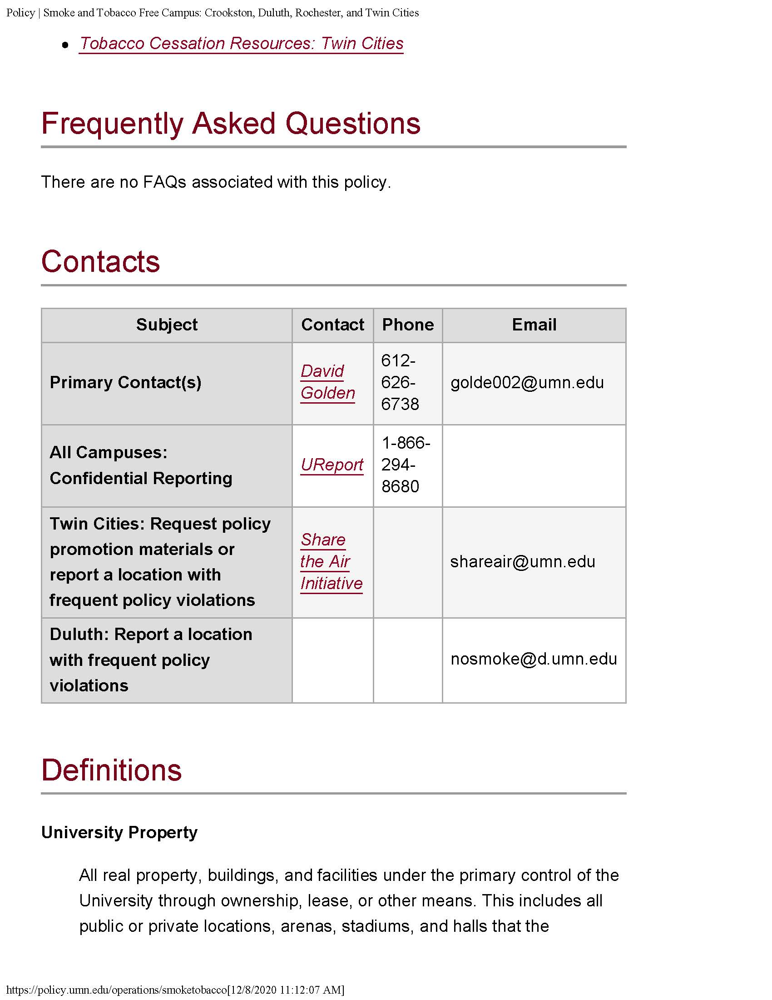 Policy | Smoke and Tobacco Free Campus: Crookston, Duluth, Rochester, and Twin Cities
• Tobacco Cessation Resources: Twin Cities
Frequently Asked Questions
There are no FAQs associated with this policy.
Contacts
Subject Contact Phone Email
Primary Contact(s)
David
Golden
612-
626-
6738
golde002@umn.edu
All Campuses:
Confidential Reporting
UReport
1-866-
294-
8680
Twin Cities: Request policy
promotion materials or
report a location with
frequent policy violations
Share
the Air
Initiative
shareair@umn.edu
Duluth: Report a location
with frequent policy
violations
nosmoke@d.umn.edu
Definitions
University Property
All real property, buildings, and facilities under the primary control of the
University through ownership, lease, or other means. This includes all
public or private locations, arenas, stadiums, and halls that the
https://policy.umn.edu/operations/smoketobacco[12/8/2020 11:12:07 AM]